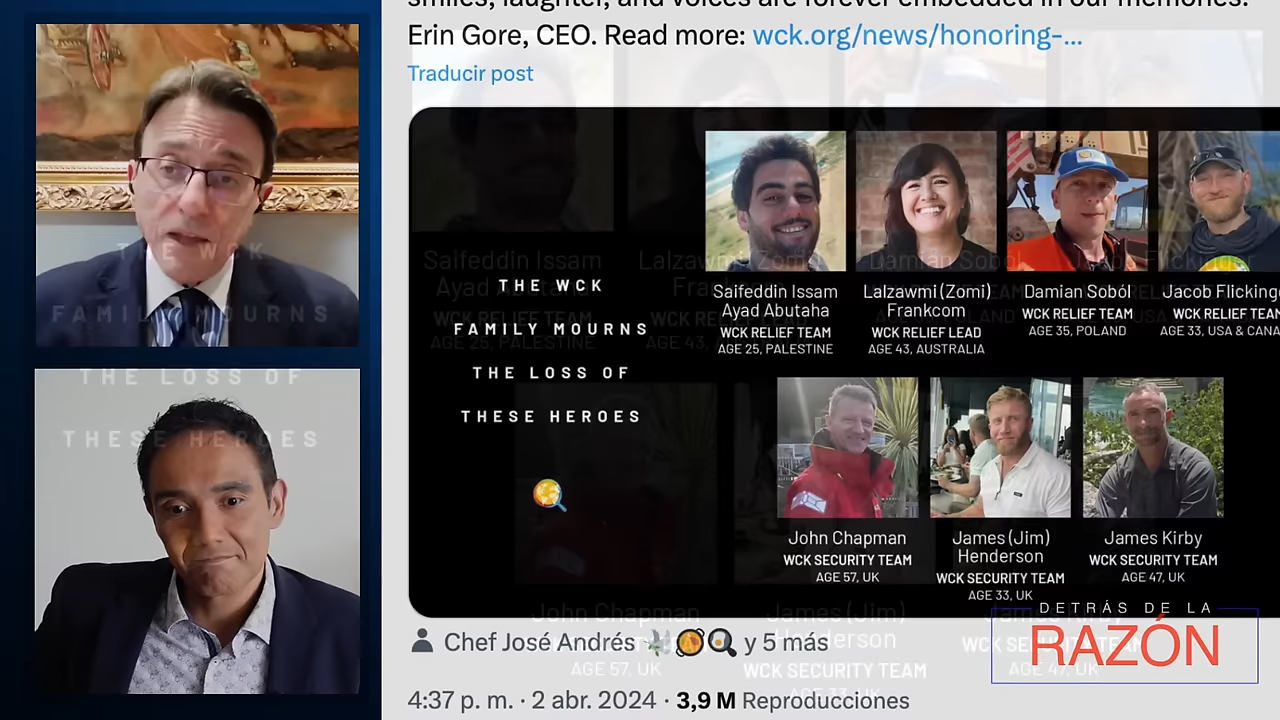 smiles, laughter, and voices are forever embedded in our memories.
Erin Gore, CEO. Read more: wck.org/news/honoring-...
Traducir post
THE WCK
FAMILY MOURNS
THE LOSS OF
THESE HEROES
Saifeddin Issam
Ayad Abutaha
WCK RELIEF TEAM
AGE 25, PALESTINE
Lalzawmi (Zomi)
Frankcom
WCK RELIEF LEAD
AGE 43, AUSTRALIA
Damian Soból
WCK RELIEF TEAM
AGE 35, POLAND
Jacob Flickinge
WCK RELIEF TEAM
AGE 33, USA & CANA
John Chapman
WCK SECURITY TEAM
AGE 57, UK
James (Jim)
Henderson
WCK SECURITY TEAM
AGE 33, UK
James Kirby
WCK SECURITY TEAM
AGE 47, UK
Chef José Andrés y 5 más
4:37 p. m. · 2 abr. 2024 · 3,9 M Reproducciones
DETRÁS DE LA
RAZÓN